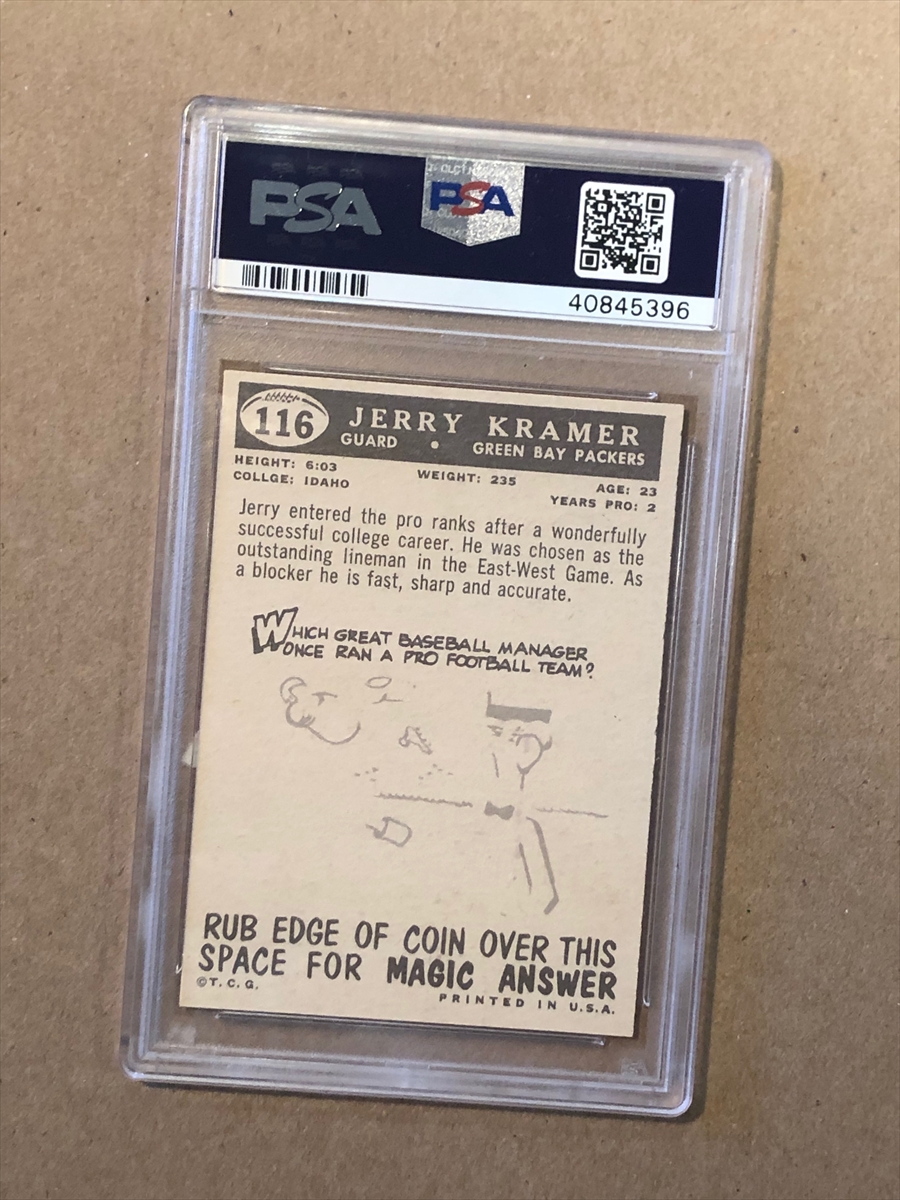 PSA
PSA
40845396
116 JERRY KRAMER
GUARD • GREEN BAY PACKERS
HEIGHT: 6:03 WEIGHT: 235 AGE: 23
COLLGE: IDAHO YEARS PRO: 2
Jerry entered the pro ranks after a wonderfully
successful college career. He was chosen as the
outstanding lineman in the East-West Game. As
a blocker he is fast, sharp and accurate.
WHICH GREAT BASEBALL MANAGER
ONCE RAN A PRO FOOTBALL TEAM?
RUB EDGE OF COIN OVER THIS
SPACE FOR MAGIC ANSWER
©T.C.G.
PRINTED IN U.S.A.